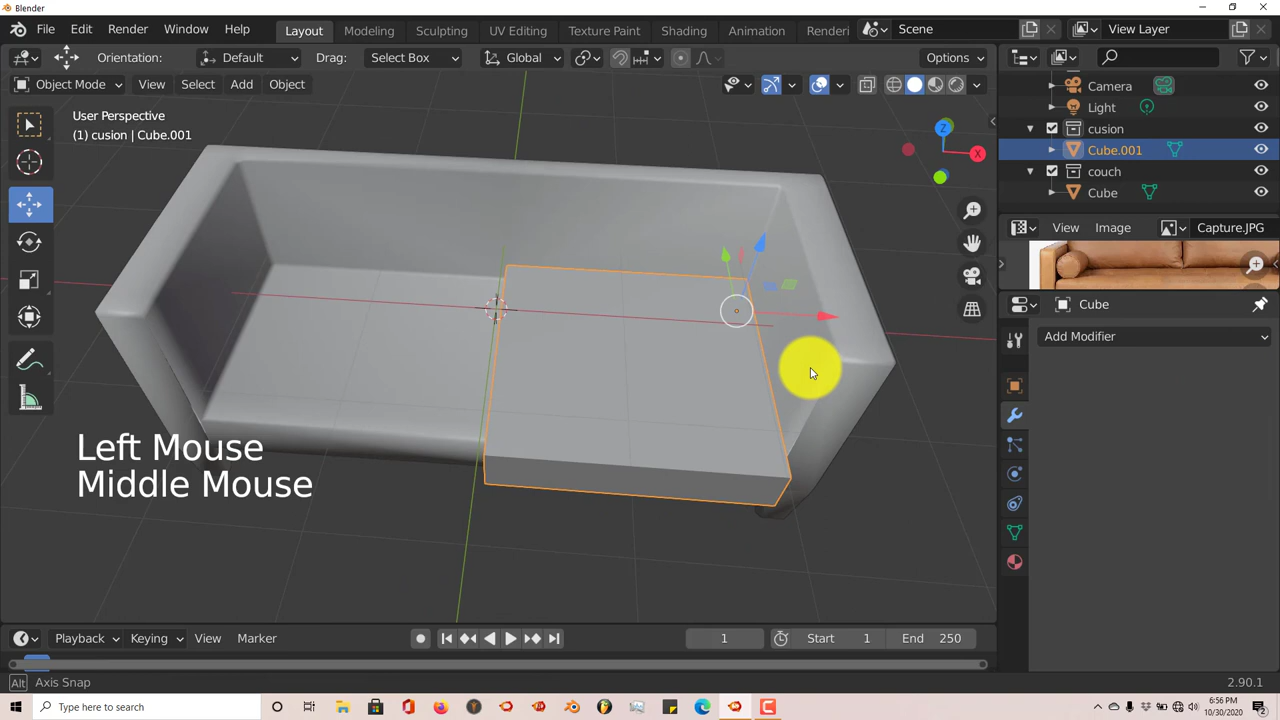 Blender
File Edit Render Window Help Layout Modeling Sculpting UV Editing Texture Paint Shading Animation Renderi Scene View Layer
Orientation: Default Drag: Select Box Global Options
Object Mode View Select Add Object
User Perspective
(1) cusion | Cube.001
Z
X
Camera
Light
cusion
Cube.001
couch
Cube
View Image Capture.JPG
Cube
Add Modifier
Left Mouse
Middle Mouse
Playback Keying View Marker 1 Start 1 End 250
Alt Axis Snap 2.90.1
Type here to search
6:56 PM
10/30/2020
2